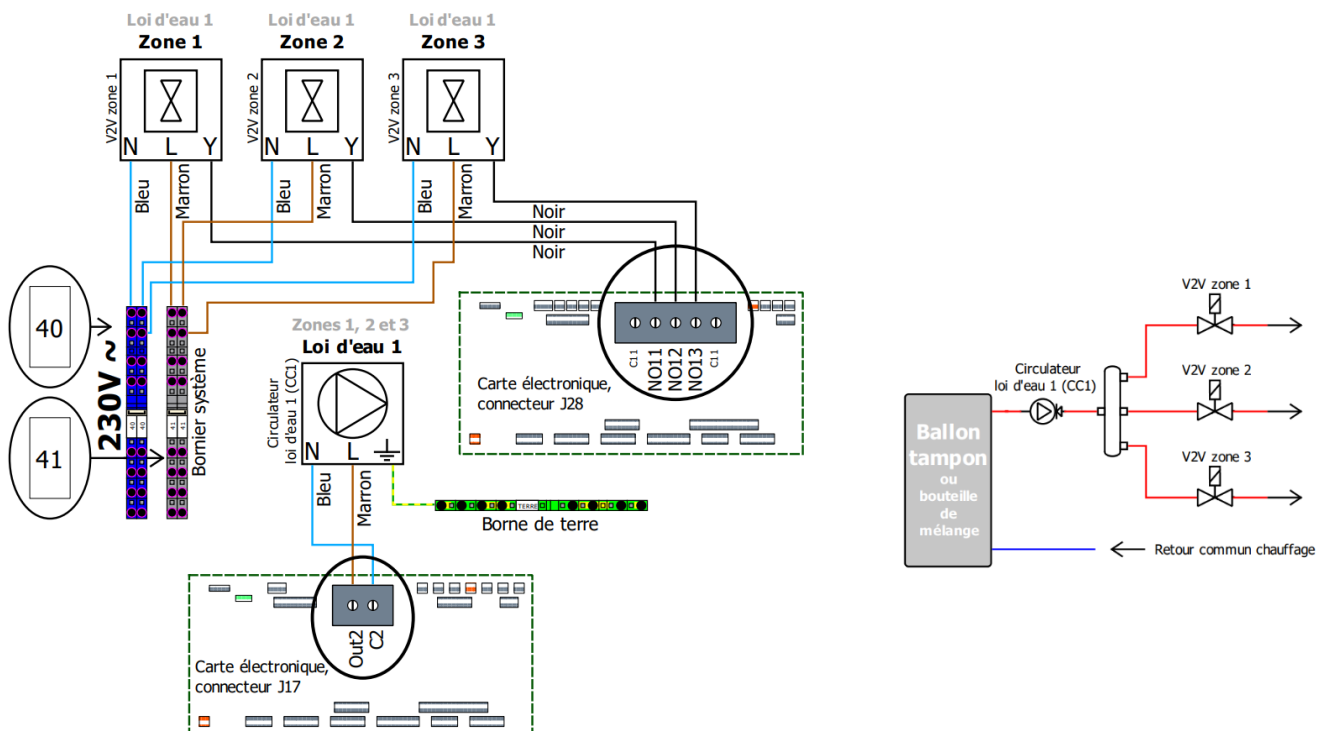 Loi d'eau 1
Zone 1
Loi d'eau 1
Zone 2
Loi d'eau 1
Zone 3
V2V zone 1
N L Y
V2V zone 2
N L Y
V2V zone 3
N L Y
Bleu
Marron
Bleu
Marron
Bleu
Marron
Noir
Noir
Noir
40
41
230V ~
40 40
41 41
Bornier système
Zones 1, 2 et 3
Loi d'eau 1
Circulateur
loi d'eau 1 (CC1)
N L
Bleu
Marron
TERRE
Borne de terre
C11
NO11
NO12
NO13
C11
Carte électronique,
connecteur J28
Out2
C2
Carte électronique,
connecteur J17
V2V zone 1
V2V zone 2
V2V zone 3
Circulateur
loi d'eau 1 (CC1)
Ballon
tampon
ou
bouteille
de
mélange
Retour commun chauffage